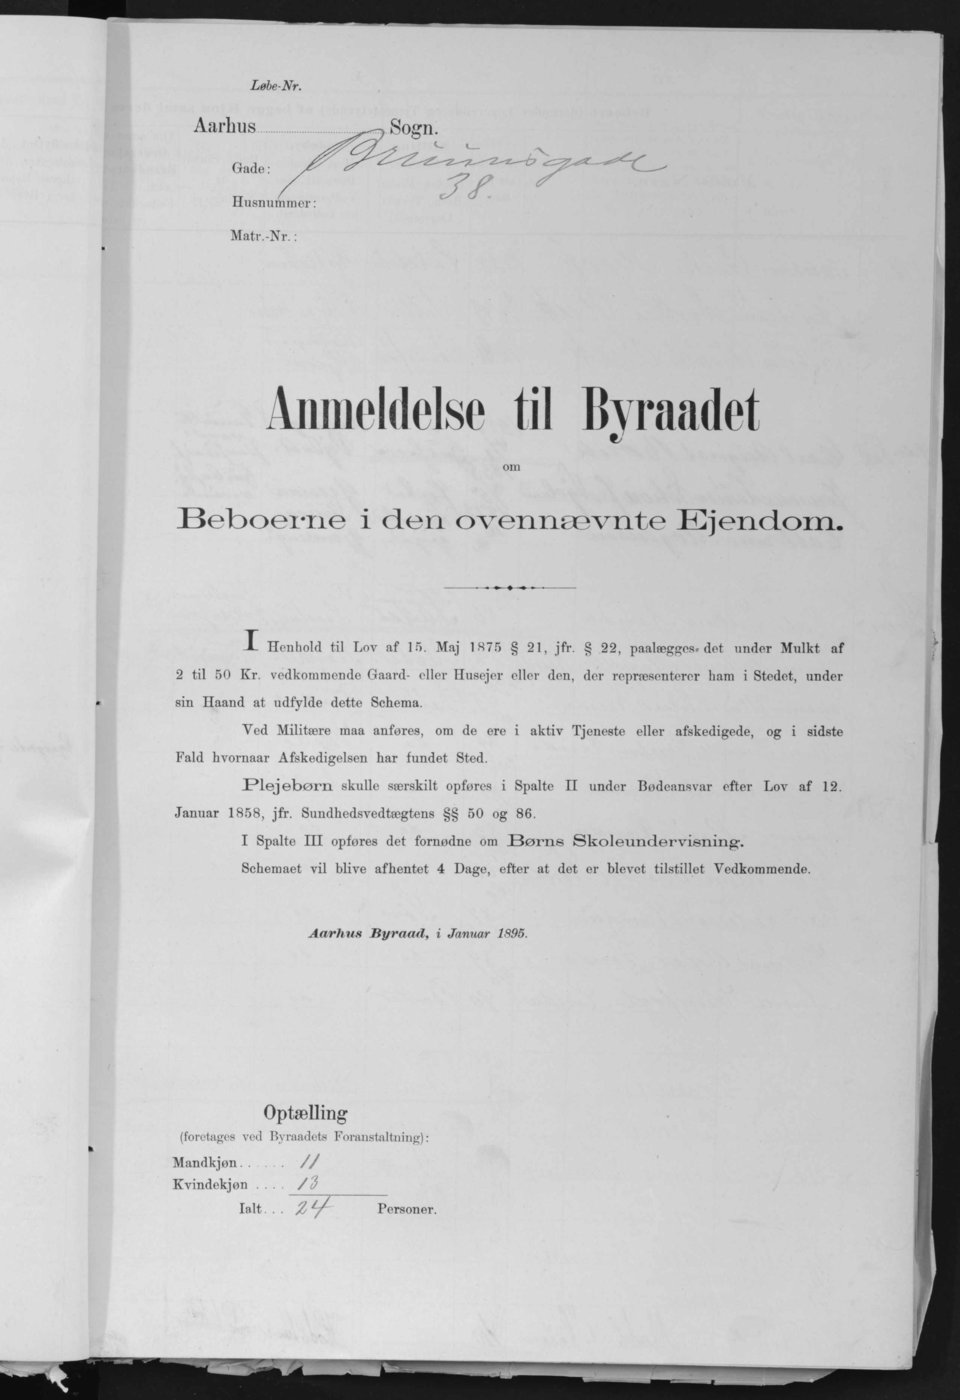 Løbe-Nr.
Aarhus Sogn.
Gade: Bruunsgade
Husnummer: 38.
Matr.-Nr.:
Anmeldelse til Byraadet
om
Beboerne i den ovennævnte Ejendom.
I Henhold til Lov af 15. Maj 1875 § 21, jfr. § 22, paalægges det under Mulkt af
2 til 50 Kr. vedkommende Gaard- eller Husejer eller den, der repræsenterer ham i Stedet, under
sin Haand at udfylde dette Schema.
Ved Militære maa anføres, om de ere i aktiv Tjeneste eller afskedigede, og i sidste
Fald hvornaar Afskedigelsen har fundet Sted.
Plejebørn skulle særskilt opføres i Spalte II under Bødeansvar efter Lov af 12.
Januar 1858, jfr. Sundhedsvedtægtens §§ 50 og 86.
I Spalte III opføres det fornødne om Børns Skoleundervisning.
Schemaet vil blive afhentet 4 Dage, efter at det er blevet tilstillet Vedkommende.
Aarhus Byraad, i Januar 1895.
Optælling
(foretages ved Byraadets Foranstaltning):
Mandkjøn...... 11
Kvindekjøn .... 13
Ialt... 24 Personer.